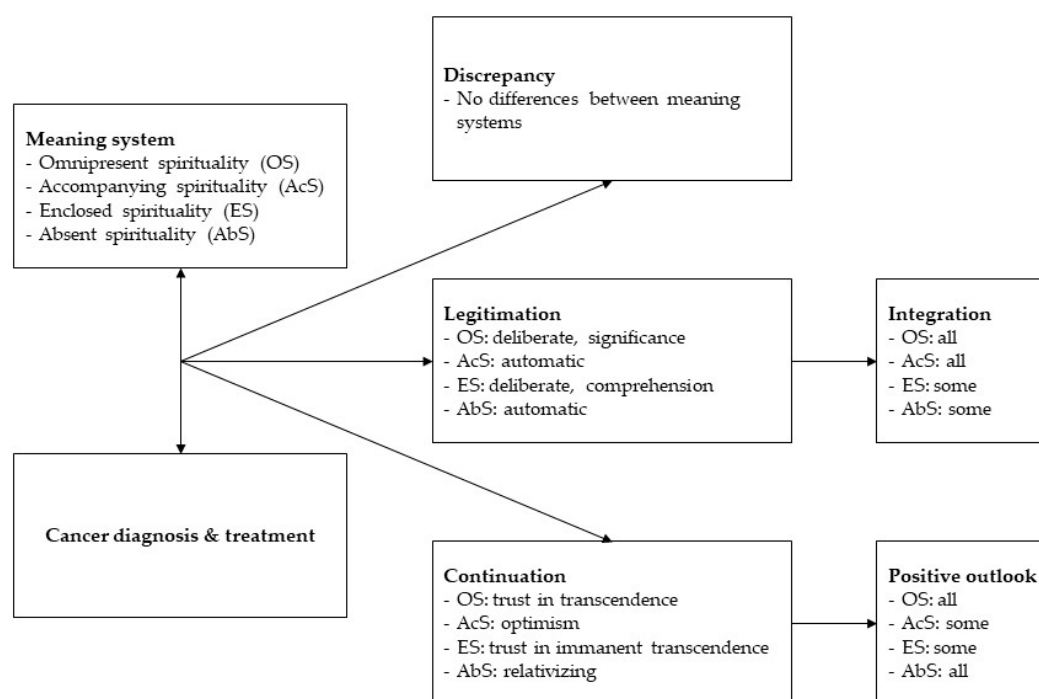 Discrepancy
- No differences between meaning
systems
Meaning system
- Omnipresent spirituality (OS)
- Accompanying spirituality (AcS)
- Enclosed spirituality (ES)
- Absent spirituality (AbS)
Legitimation
- OS: deliberate, significance
- AcS: automatic
- ES: deliberate, comprehension
- AbS: automatic
Integration
- OS: all
- AcS: all
- ES: some
- AbS: some
Cancer diagnosis & treatment
Continuation
- OS: trust in transcendence
- AcS: optimism
- ES: trust in immanent transcendence
- AbS: relativizing
Positive outlook
- OS: all
- AcS: some
- ES: some
- AbS: all